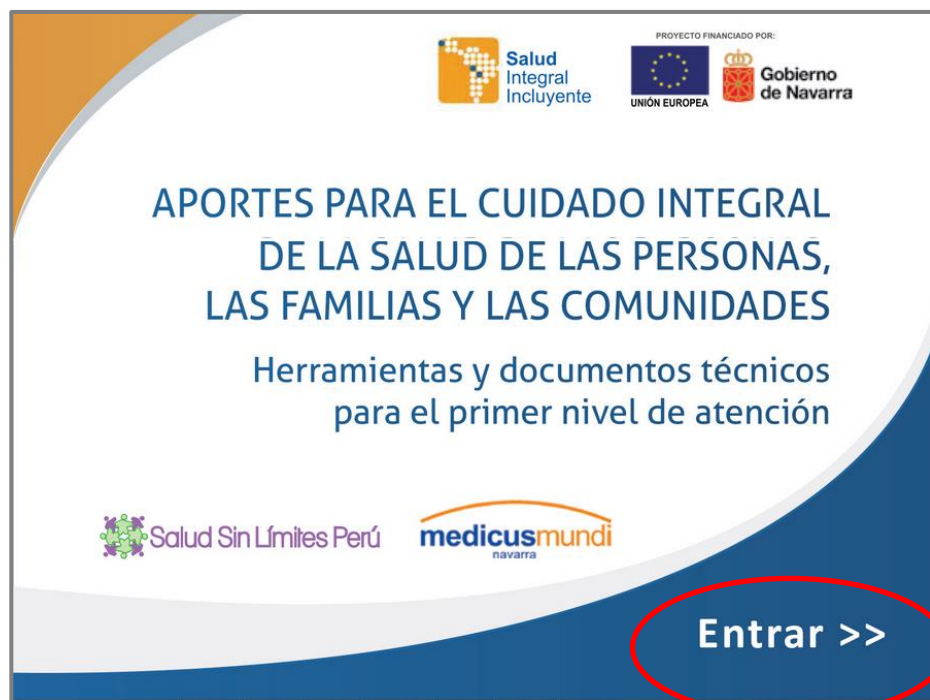 Salud
Integral
Incluyente
PROYECTO FINANCIADO POR:
UNIÓN EUROPEA
Gobierno
de Navarra
APORTES PARA EL CUIDADO INTEGRAL
DE LA SALUD DE LAS PERSONAS,
LAS FAMILIAS Y LAS COMUNIDADES
Herramientas y documentos técnicos
para el primer nivel de atención
Salud Sin Límites Perú
medicusmundi
navarra
Entrar >>